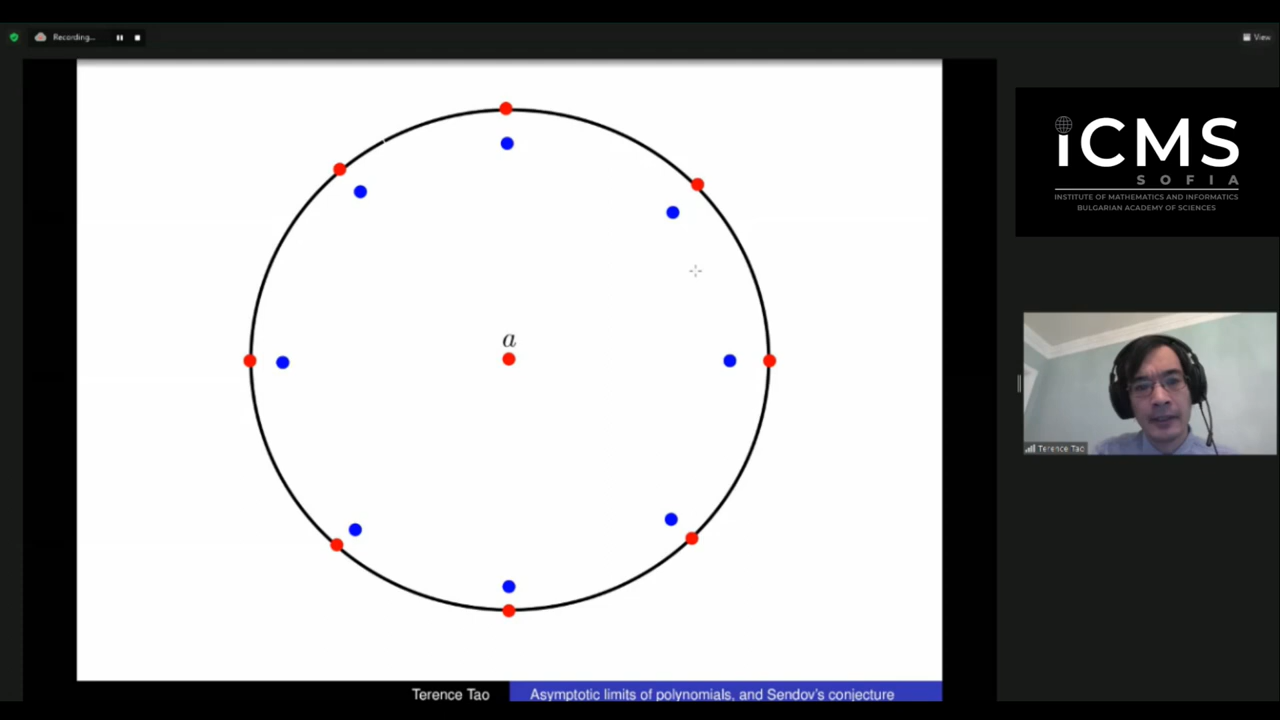 Recording...
View
iCMS
SOFIA
INSTITUTE OF MATHEMATICS AND INFORMATICS
BULGARIAN ACADEMY OF SCIENCES
a
Terence Tao
Terence Tao
Asymptotic limits of polynomials, and Sendov's conjecture